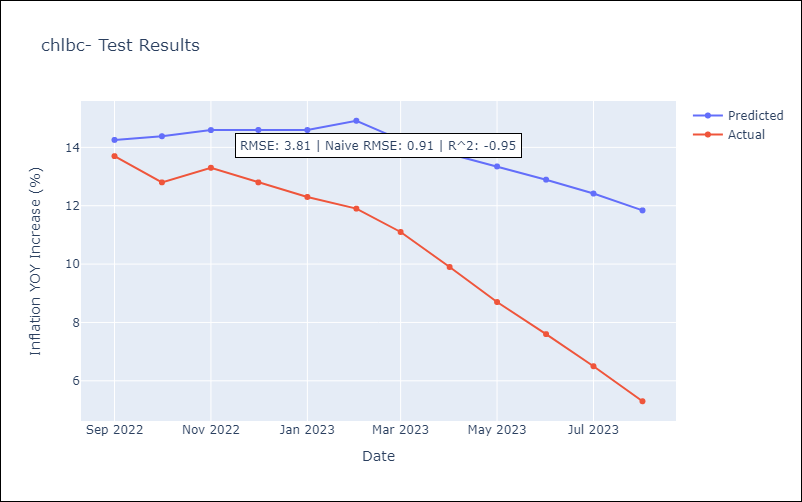 chlbc- Test Results
Predicted
Actual
RMSE: 3.81 | Naive RMSE: 0.91 | R^2: -0.95
Inflation YOY Increase (%)
14
12
10
8
6
Sep 2022
Nov 2022
Jan 2023
Mar 2023
May 2023
Jul 2023
Date